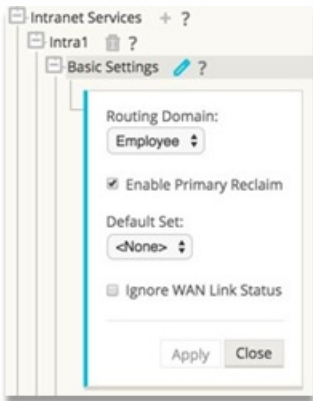 Intranet Services + ?
Intra1 ?
Basic Settings ?
Routing Domain:
Employee
Enable Primary Reclaim
Default Set:
<None>
Ignore WAN Link Status
Apply Close